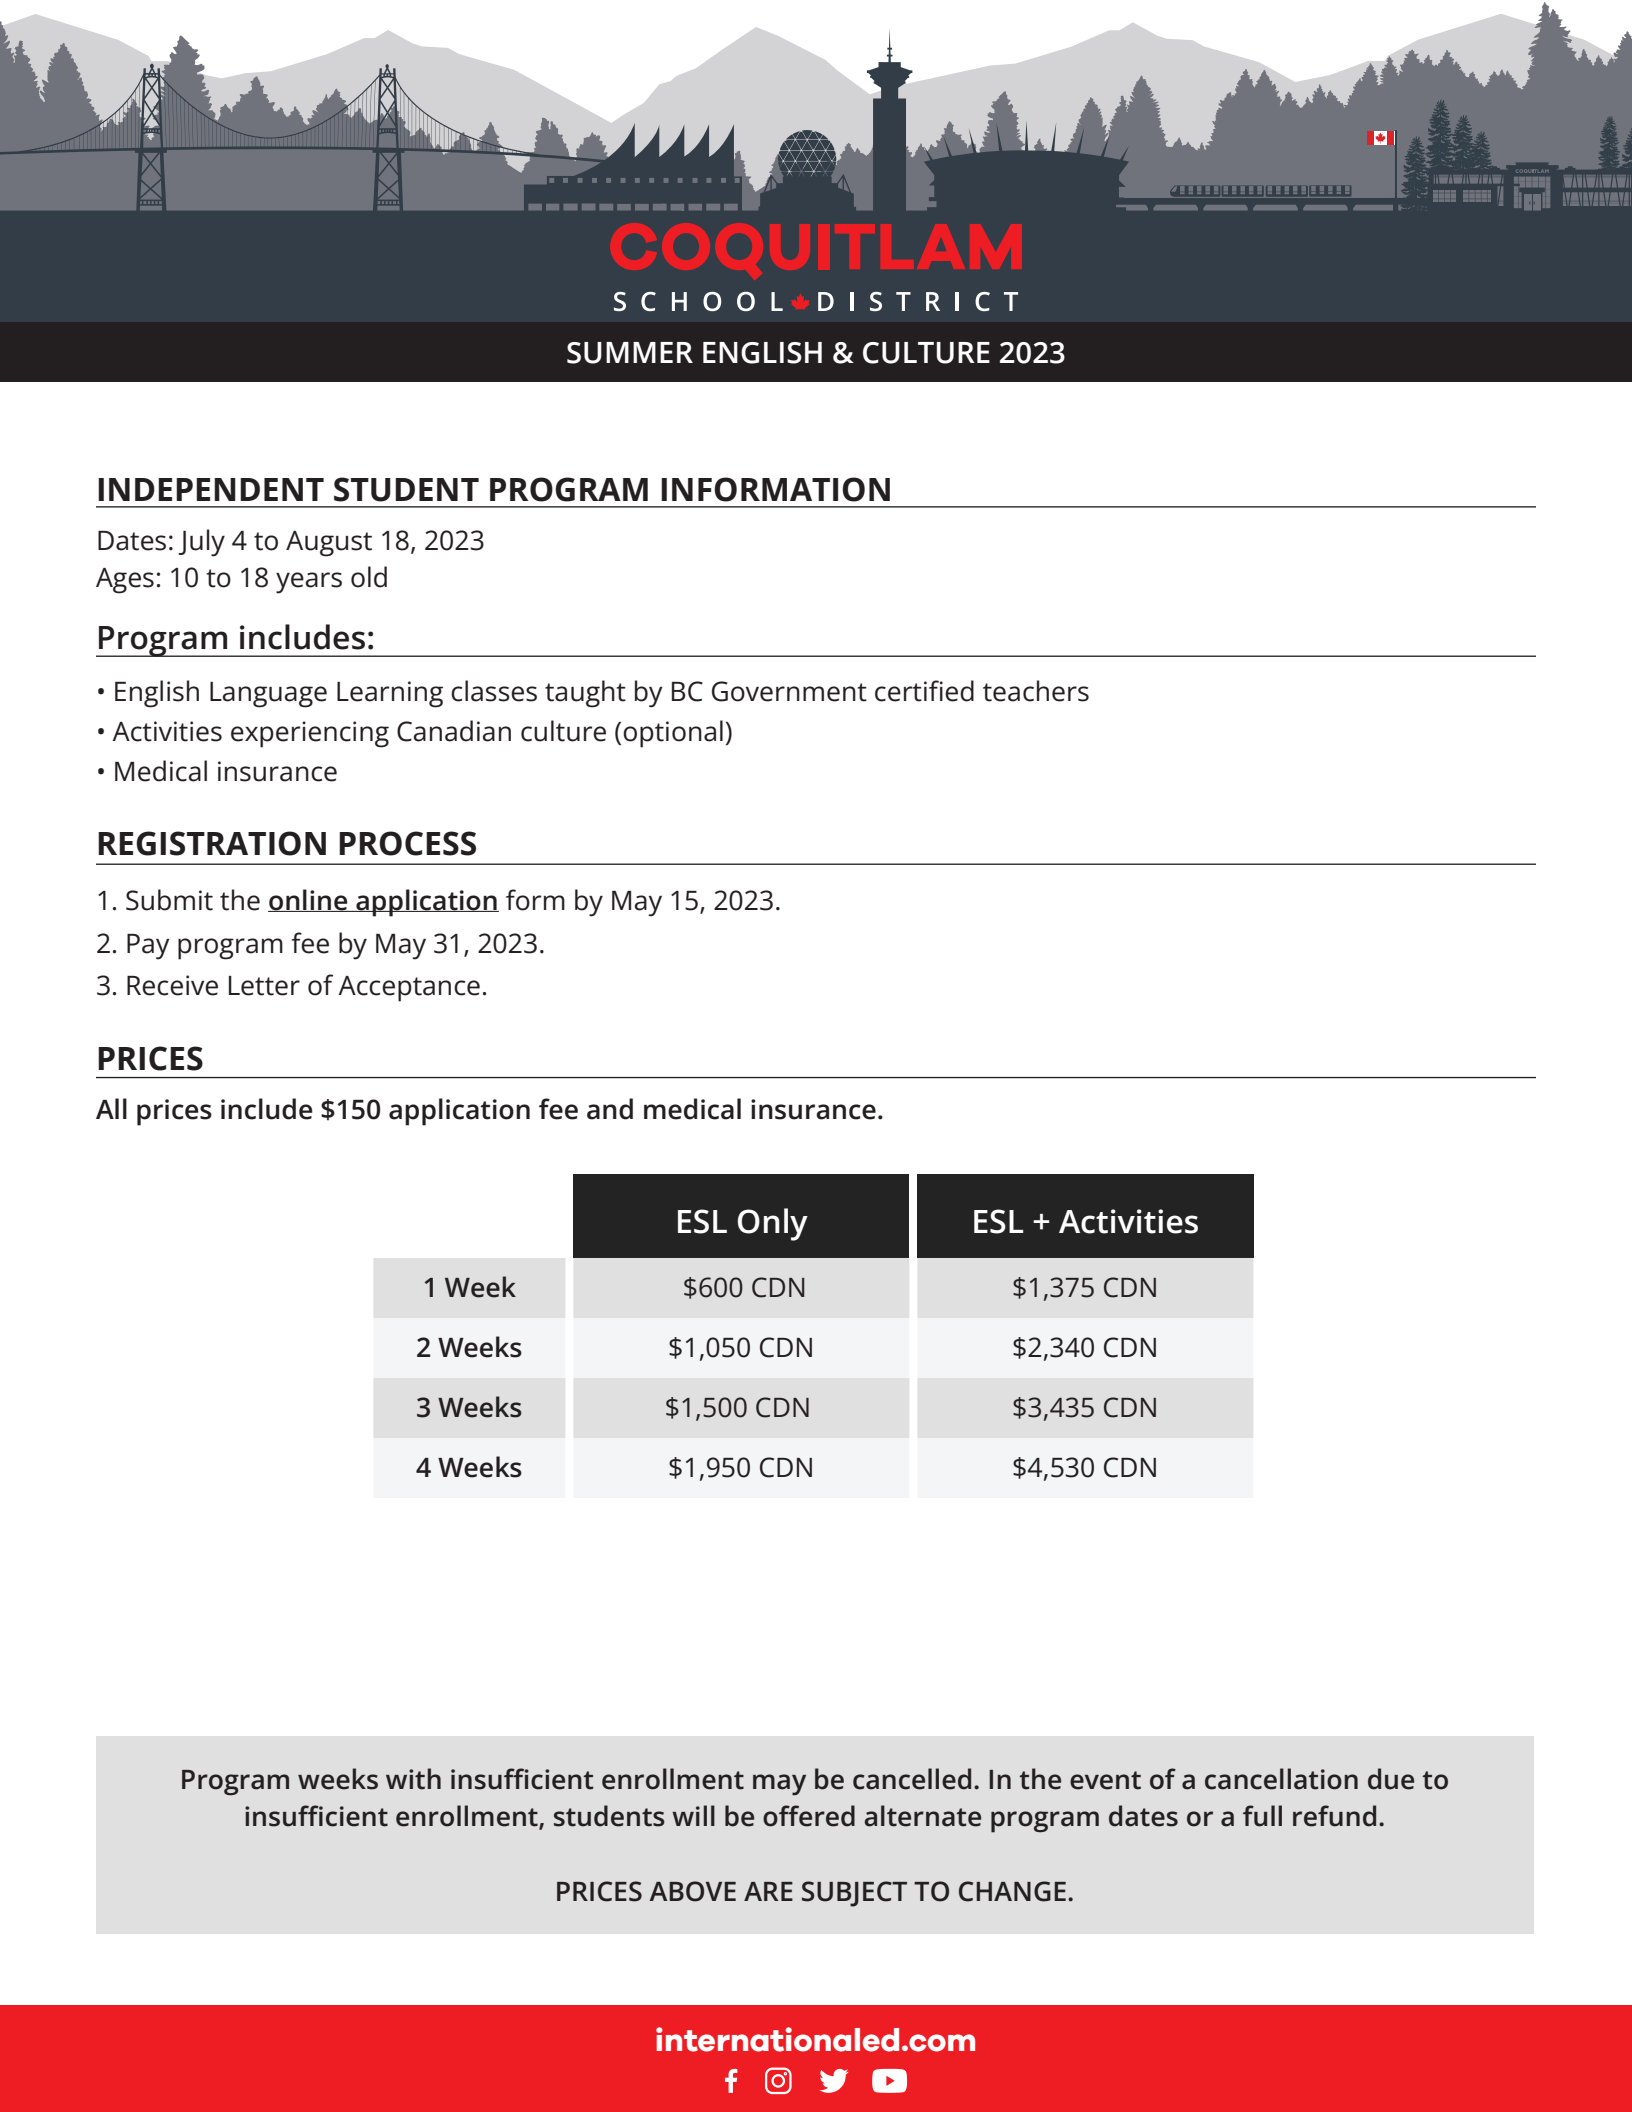 COQUITLAM
COQUITLAM
SCHOOL DISTRICT
SUMMER ENGLISH & CULTURE 2023
INDEPENDENT STUDENT PROGRAM INFORMATION
Dates: July 4 to August 18, 2023
Ages: 10 to 18 years old
Program includes:
• English Language Learning classes taught by BC Government certified teachers
• Activities experiencing Canadian culture (optional)
• Medical insurance
REGISTRATION PROCESS
1. Submit the online application form by May 15, 2023.
2. Pay program fee by May 31, 2023.
3. Receive Letter of Acceptance.
PRICES
All prices include $150 application fee and medical insurance.
ESL Only ESL + Activities
1 Week $600 CDN $1,375 CDN
2 Weeks $1,050 CDN $2,340 CDN
3 Weeks $1,500 CDN $3,435 CDN
4 Weeks $1,950 CDN $4,530 CDN
Program weeks with insufficient enrollment may be cancelled. In the event of a cancellation due to
insufficient enrollment, students will be offered alternate program dates or a full refund.
PRICES ABOVE ARE SUBJECT TO CHANGE.
internationaled.com